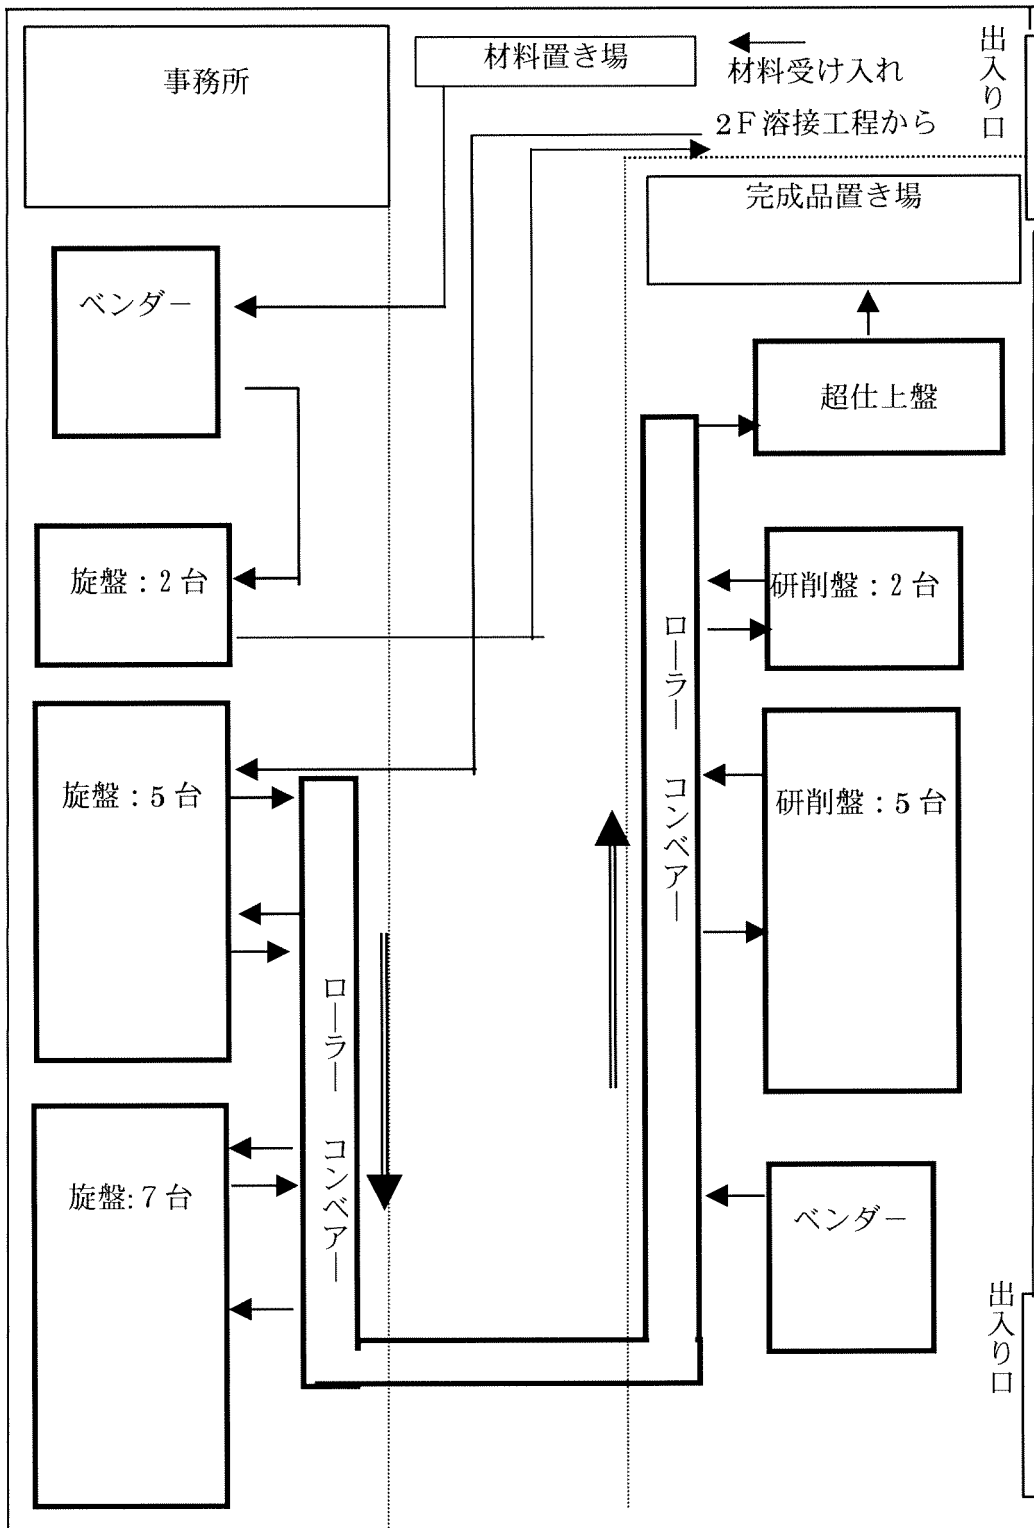 事務所
材料置き場
材料受け入れ
出入り口
2F溶接工程から
完成品置き場
ベンダー
超仕上盤
旋盤：2台
研削盤：2台
旋盤：5台
研削盤：5台
ローラー コンベアー
ローラー コンベアー
旋盤:7台
ベンダー
出入り口